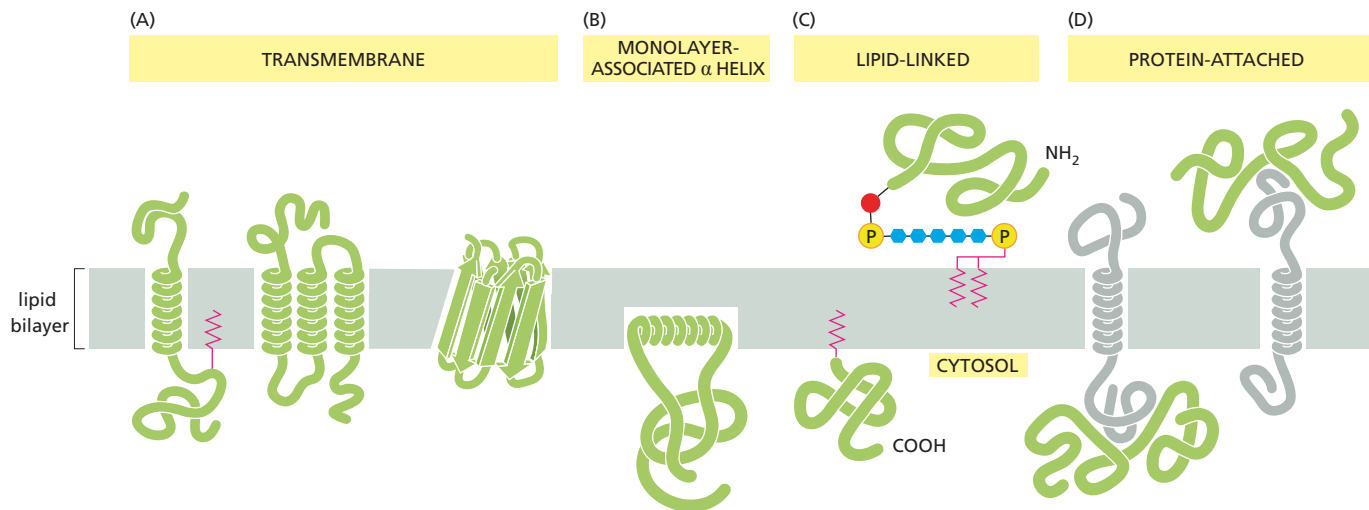 (A)
TRANSMEMBRANE
(B)
MONOLAYER-
ASSOCIATED α HELIX
(C)
LIPID-LINKED
(D)
PROTEIN-ATTACHED
NH₂
P
P
lipid
bilayer
CYTOSOL
COOH